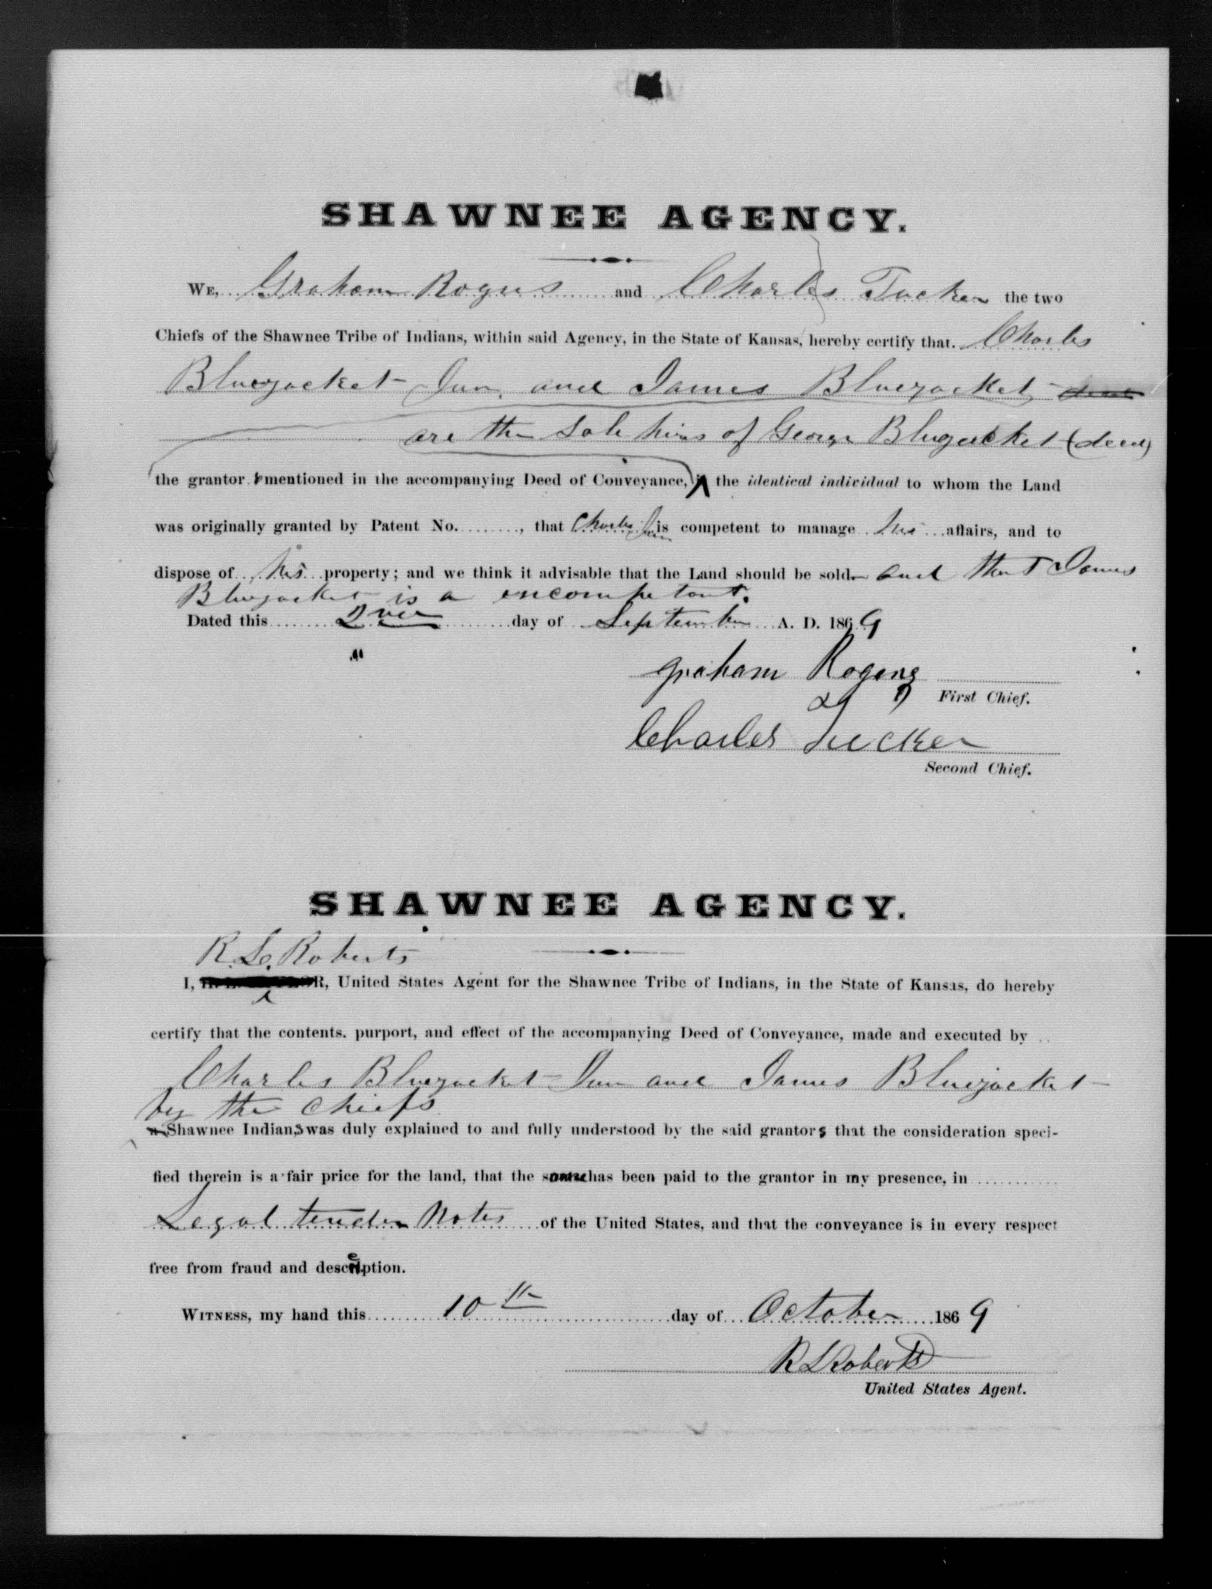 SHAWNEE AGENCY.
WE, Graham Rogers and Charles Tucker the two
Chiefs of the Shawnee Tribe of Indians, within said Agency, in the State of Kansas, hereby certify that Charles
Bluejacket Jun. and James Bluejacket
are the sole heirs of George Bluejacket (decd)
the grantor mentioned in the accompanying Deed of Conveyance, the identical individual to whom the Land
was originally granted by Patent No. , that Charles Jun is competent to manage his affairs, and to
dispose of his property; and we think it advisable that the Land should be sold and that James
Bluejacket is a incompetant.
Dated this 2nd day of September A. D. 1869
graham Rogers
First Chief.
Charles Tucker
Second Chief.
SHAWNEE AGENCY.
R. L. Roberts
I, R, United States Agent for the Shawnee Tribe of Indians, in the State of Kansas, do hereby
certify that the contents. purport, and effect of the accompanying Deed of Conveyance, made and executed by
Charles Bluejacket Jun and James Bluejacket
by the Chiefs
a Shawnee Indians was duly explained to and fully understood by the said grantors that the consideration speci-
fied therein is a fair price for the land, that the same has been paid to the grantor in my presence, in
Legal tender Notes of the United States, and that the conveyance is in every respect
free from fraud and deception.
WITNESS, my hand this 10th day of October 1869
R L Roberts
United States Agent.